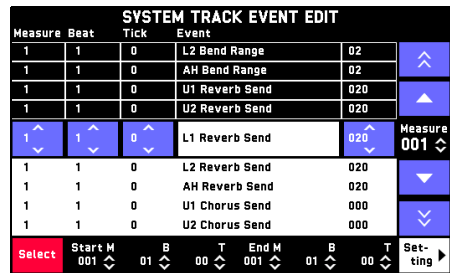 SYSTEM TRACK EVENT EDIT
Measure Beat Tick Event
1 1 0 L2 Bend Range 02
1 1 0 AH Bend Range 02
1 1 0 U1 Reverb Send 020
1 1 0 U2 Reverb Send 020
1 1 0 L1 Reverb Send 020
Measure
001
1 1 0 L2 Reverb Send 020
1 1 0 AH Reverb Send 020
1 1 0 U1 Chorus Send 000
1 1 0 U2 Chorus Send 000
Select
Start M B T End M B T
001 01 00 001 01 00
Set-
ting